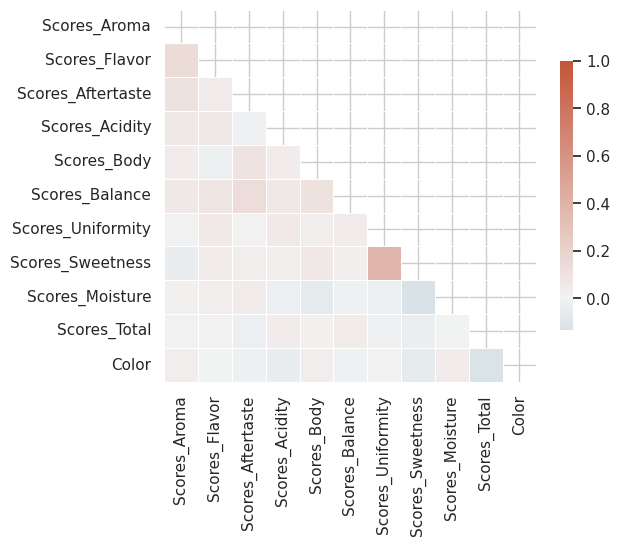 Scores_Aroma
Scores_Flavor
Scores_Aftertaste
Scores_Acidity
Scores_Body
Scores_Balance
Scores_Uniformity
Scores_Sweetness
Scores_Moisture
Scores_Total
Color
Scores_Aroma
Scores_Flavor
Scores_Aftertaste
Scores_Acidity
Scores_Body
Scores_Balance
Scores_Uniformity
Scores_Sweetness
Scores_Moisture
Scores_Total
Color
1.0
0.8
0.6
0.4
0.2
0.0